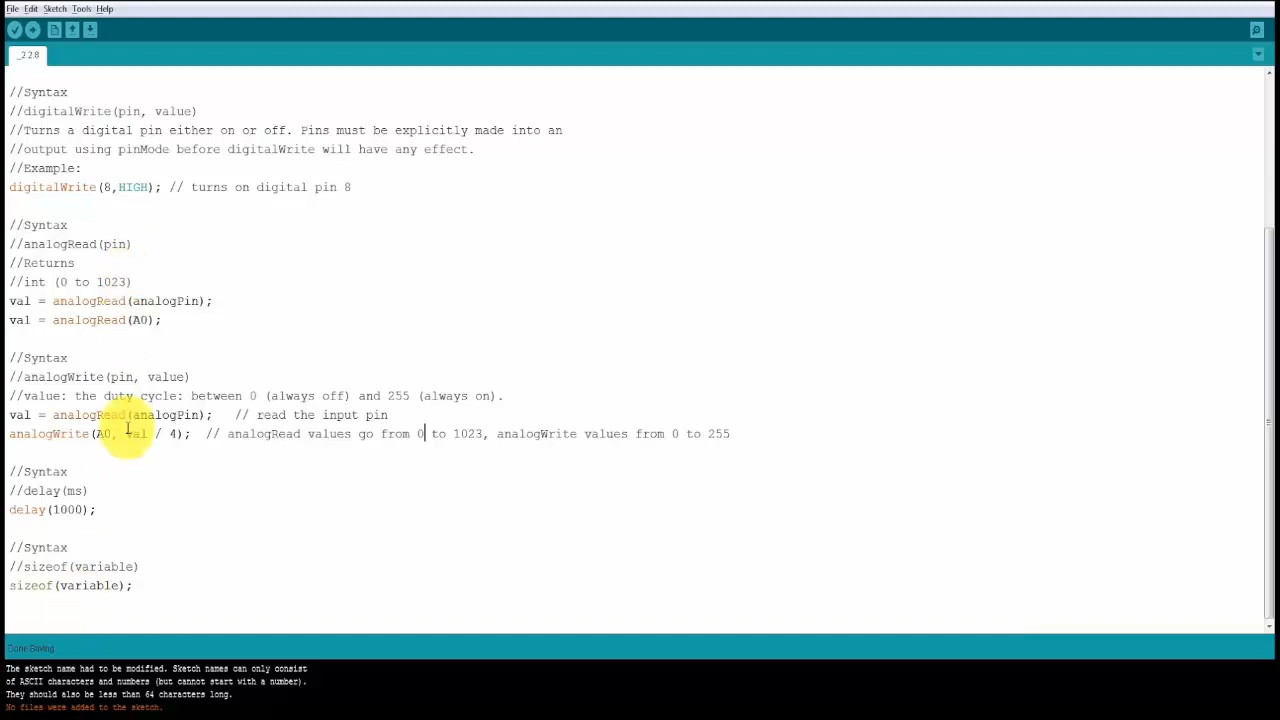 File Edit Sketch Tools Help
_2.2.8
//Syntax
//digitalWrite(pin, value)
//Turns a digital pin either on or off. Pins must be explicitly made into an
//output using pinMode before digitalWrite will have any effect.
//Example:
digitalWrite(8,HIGH); // turns on digital pin 8
//Syntax
//analogRead(pin)
//Returns
//int (0 to 1023)
val = analogRead(analogPin);
val = analogRead(A0);
//Syntax
//analogWrite(pin, value)
//value: the duty cycle: between 0 (always off) and 255 (always on).
val = analogRead(analogPin);   // read the input pin
analogWrite(A0, val / 4);  // analogRead values go from 0 to 1023, analogWrite values from 0 to 255
//Syntax
//delay(ms)
delay(1000);
//Syntax
//sizeof(variable)
sizeof(variable);
Done Saving.
The sketch name had to be modified. Sketch names can only consist
of ASCII characters and numbers (but cannot start with a number).
They should also be less than 64 characters long.
No files were added to the sketch.